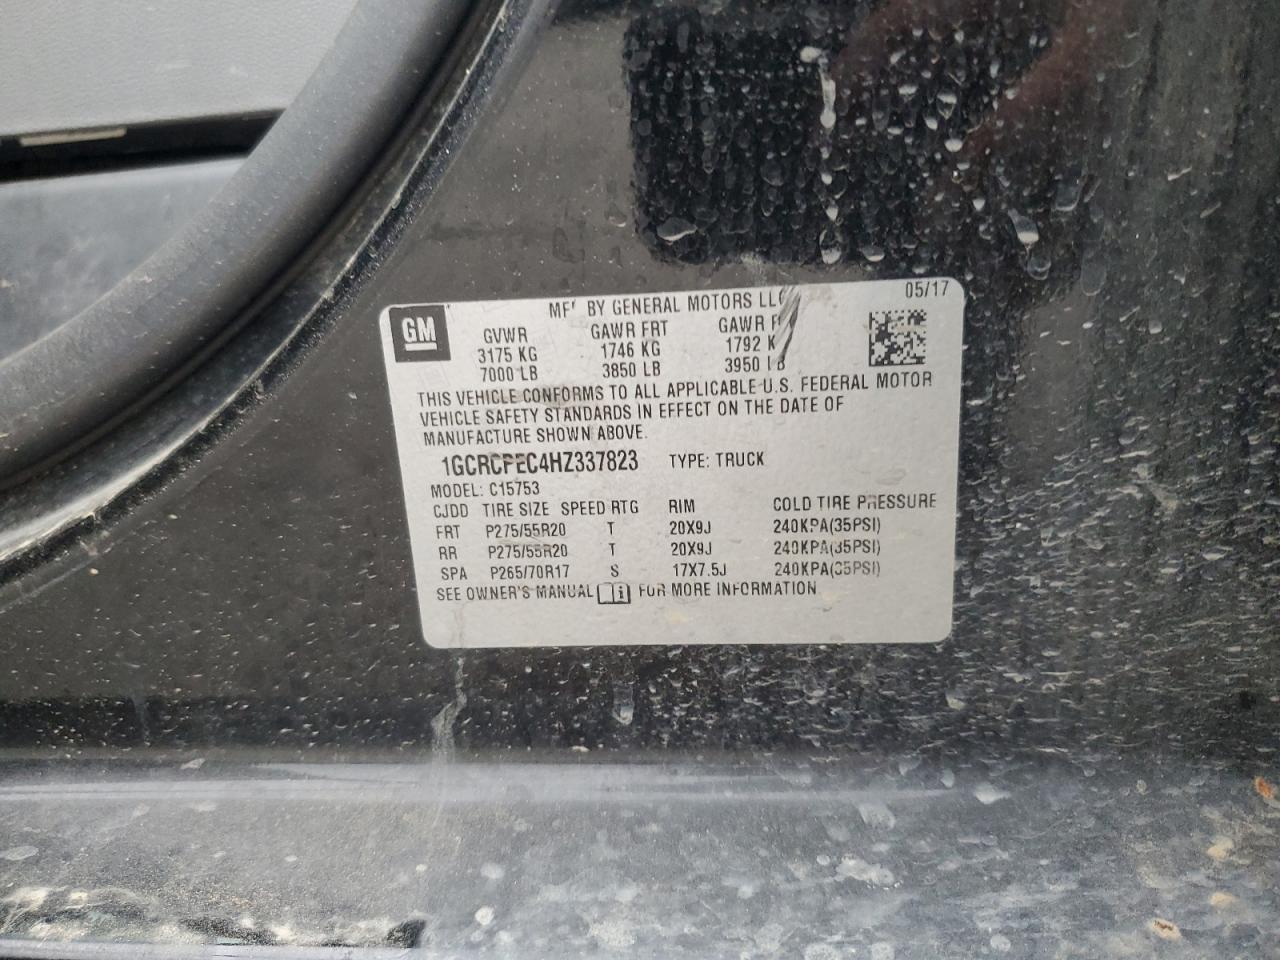 GM
MFD BY GENERAL MOTORS LLC
05/17
GVWR GAWR FRT GAWR
3175 KG 1746 KG 1792 KG
7000 LB 3850 LB 3950 LB
THIS VEHICLE CONFORMS TO ALL APPLICABLE U.S. FEDERAL MOTOR
VEHICLE SAFETY STANDARDS IN EFFECT ON THE DATE OF
MANUFACTURE SHOWN ABOVE.
1GCRCPEC4HZ337823 TYPE: TRUCK
MODEL: C15753
CJDD TIRE SIZE SPEED RTG RIM COLD TIRE PRESSURE
FRT P275/55R20 T 20X9J 240KPA(35PSI)
RR P275/55R20 T 20X9J 240KPA(35PSI)
SPA P265/70R17 S 17X7.5J 240KPA(35PSI)
SEE OWNER'S MANUAL FOR MORE INFORMATION